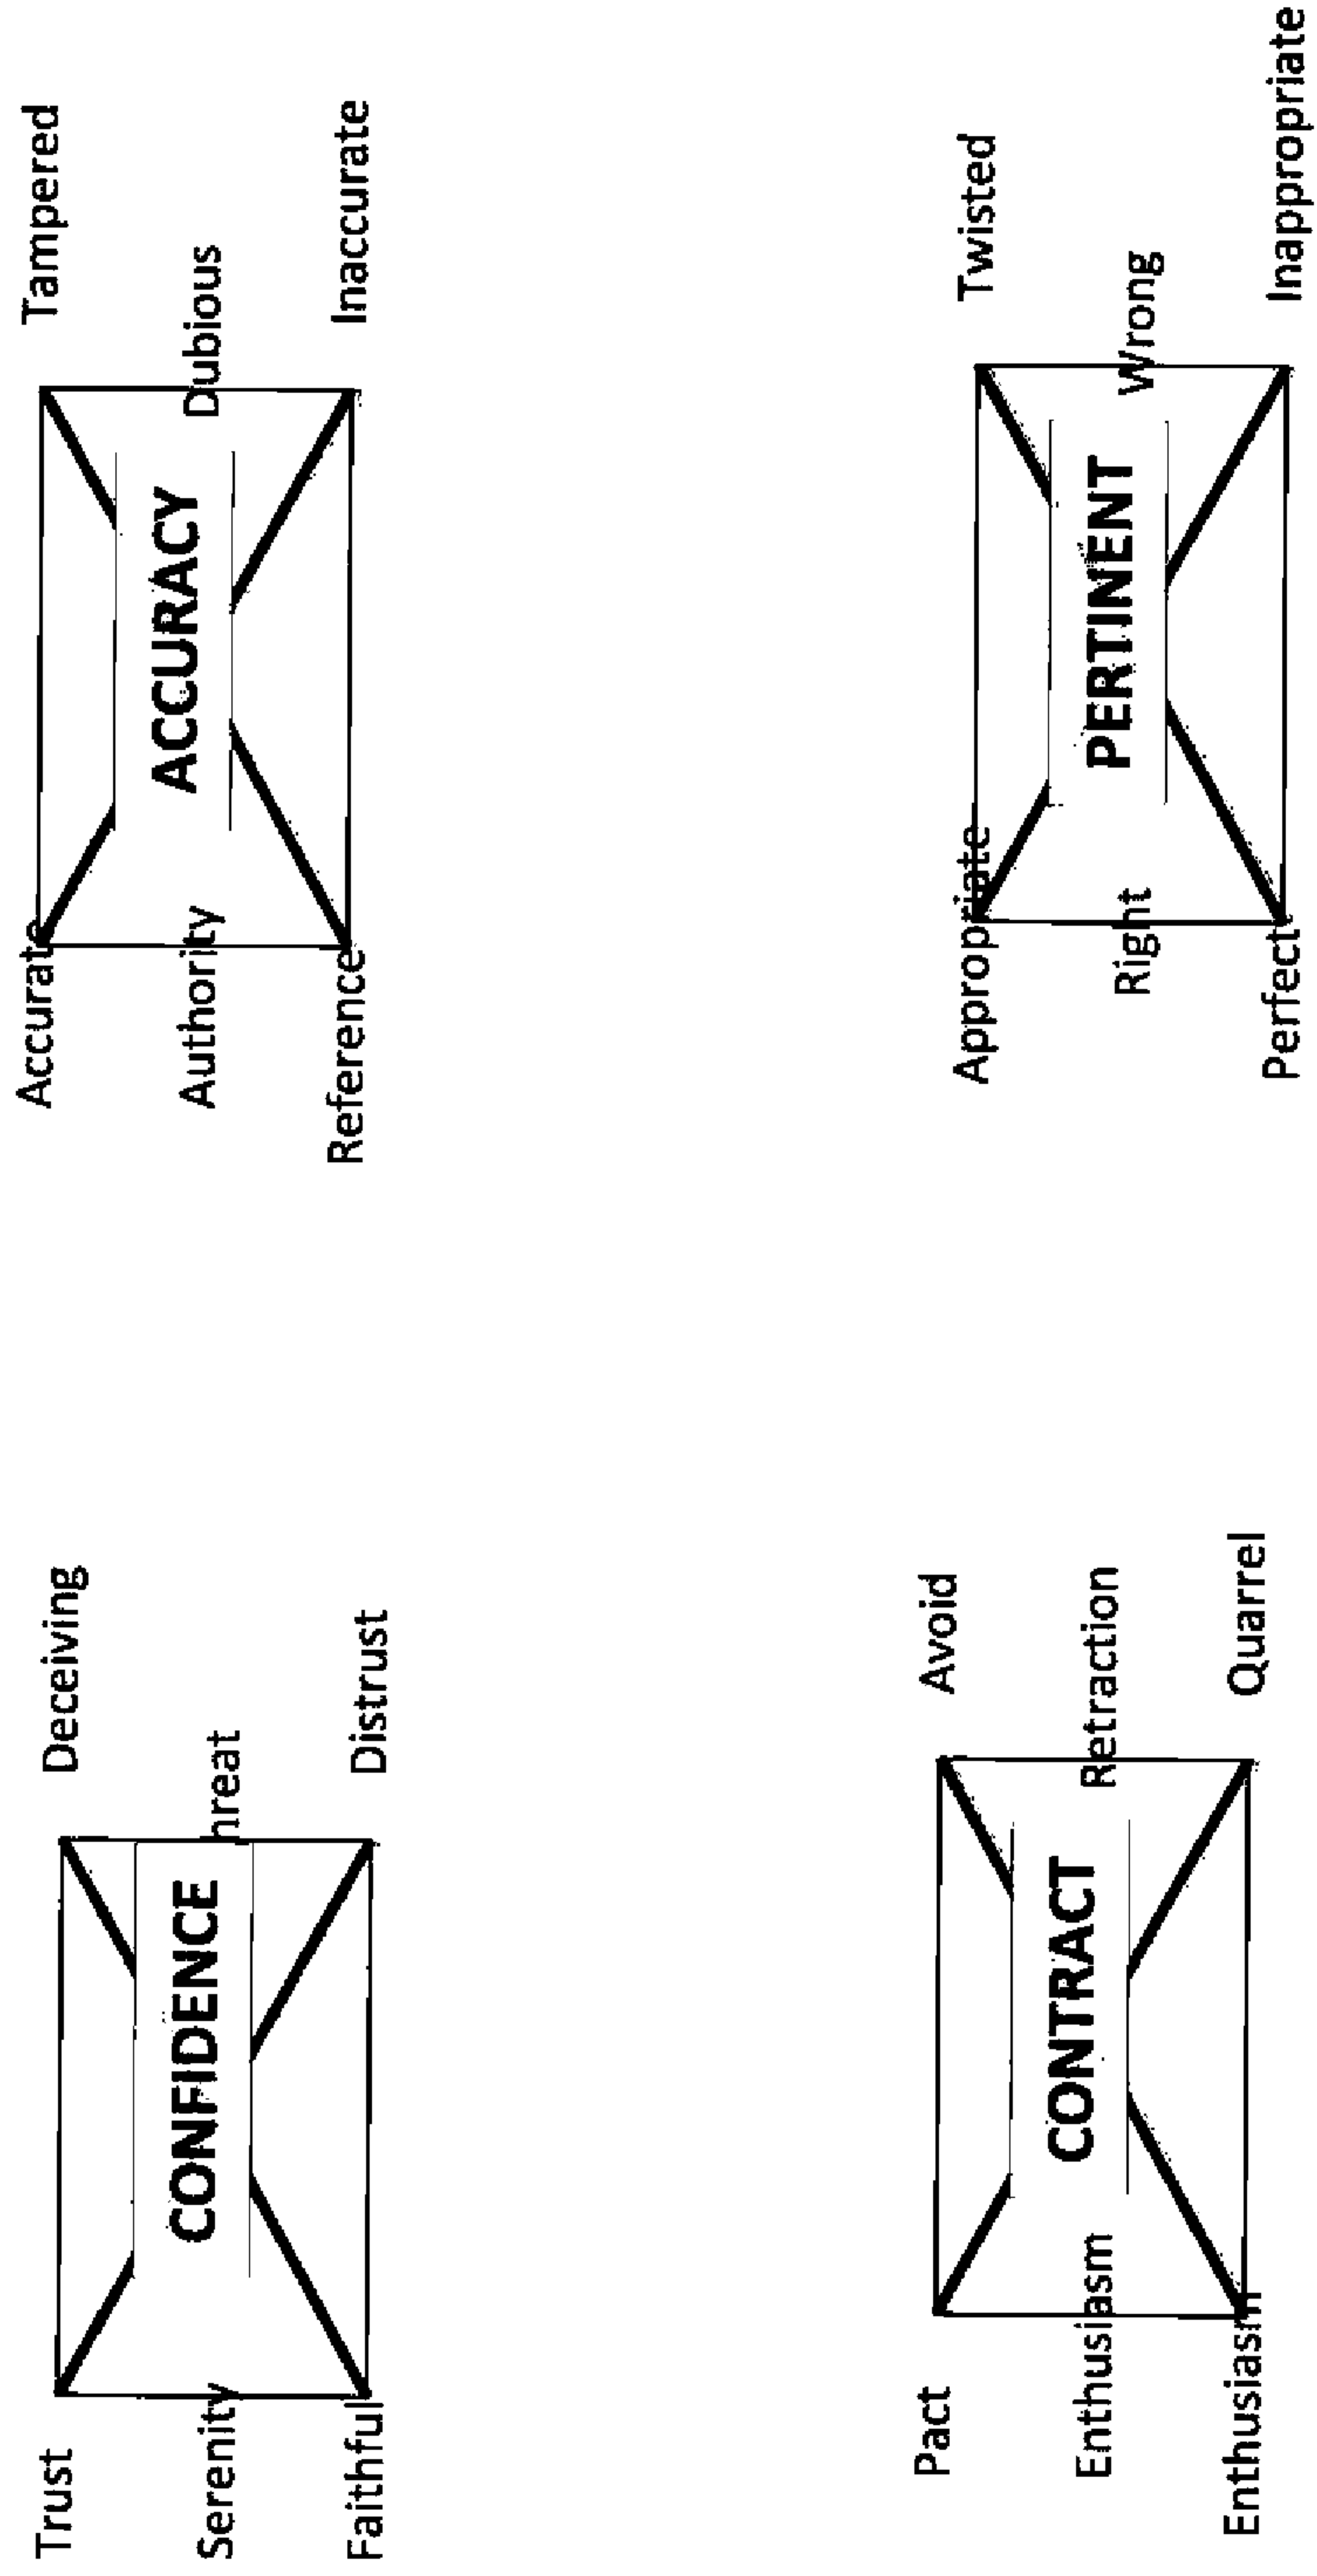 Trust Deceiving
Serenity CONFIDENCE hreat
Faithful Distrust
Accurate Tampered
Authority ACCURACY Dubious
Reference Inaccurate
Pact Avoid
Enthusiasm CONTRACT Retraction
Enthusiasm Quarrel
Appropriate Twisted
Right PERTINENT Wrong
Perfect Inappropriate